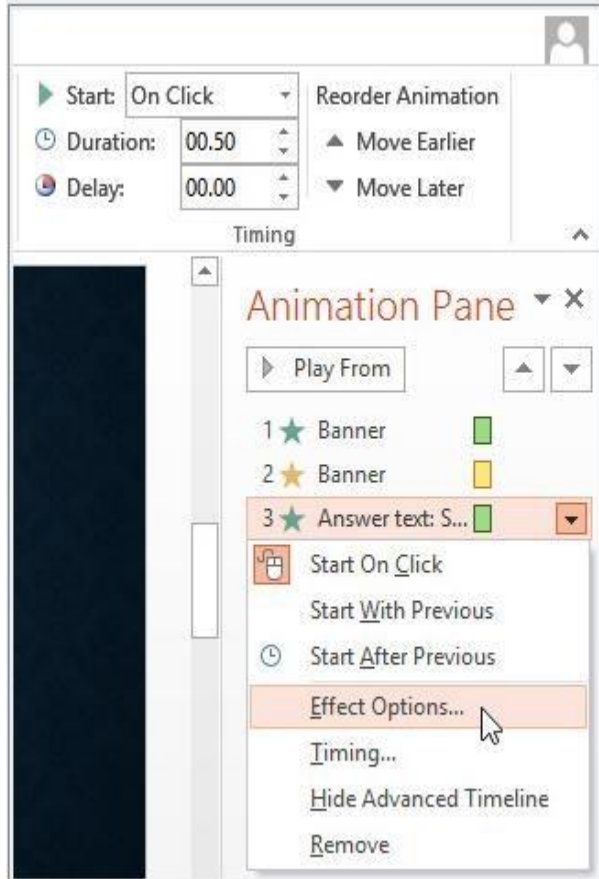 Start: On Click Reorder Animation
Duration: 00.50 Move Earlier
Delay: 00.00 Move Later
Timing
Animation Pane
Play From
1 Banner
2 Banner
3 Answer text: S...
Start On Click
Start With Previous
Start After Previous
Effect Options...
Timing...
Hide Advanced Timeline
Remove